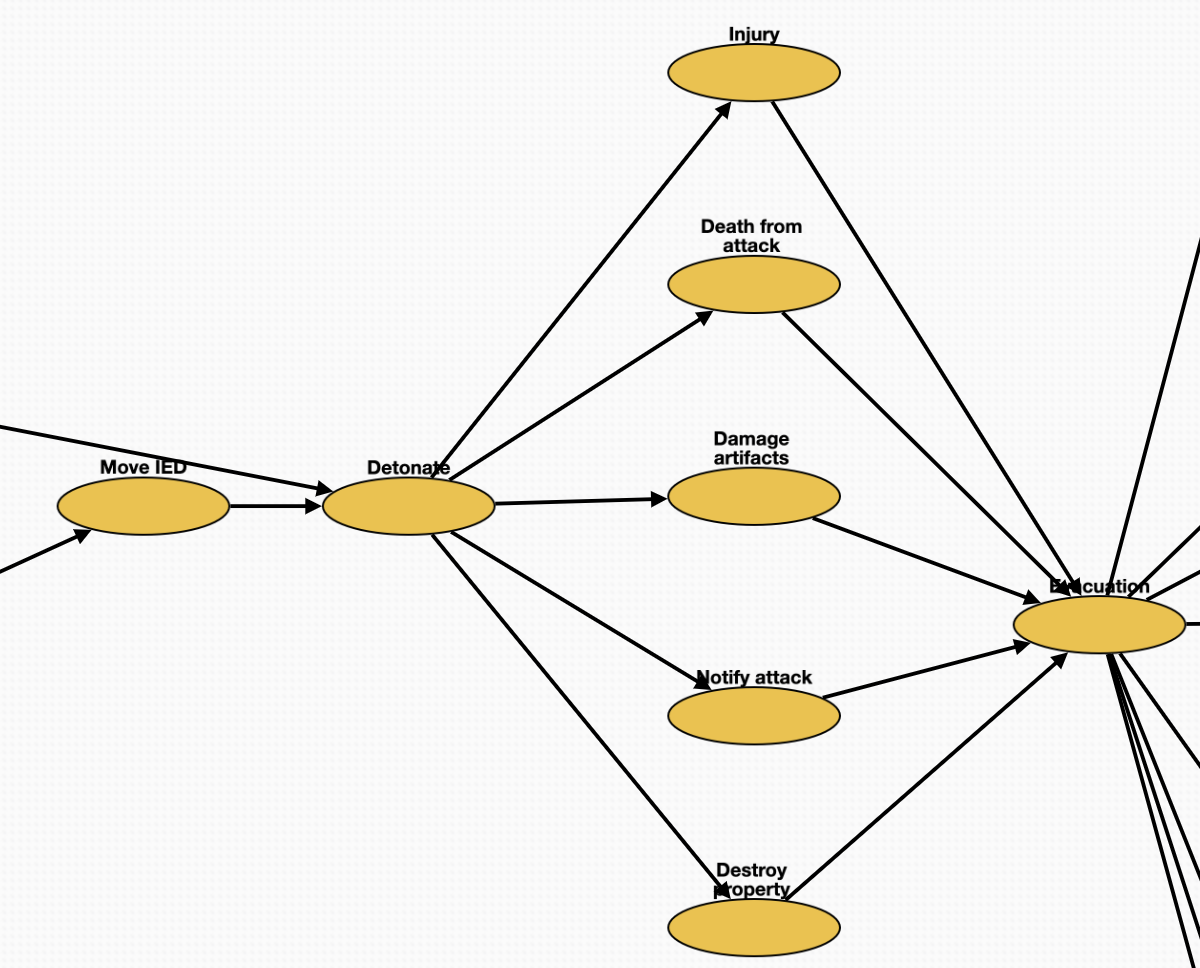 Injury
Death from
attack
Damage
artifacts
Move IED
Detonate
Evacuation
Notify attack
Destroy
property